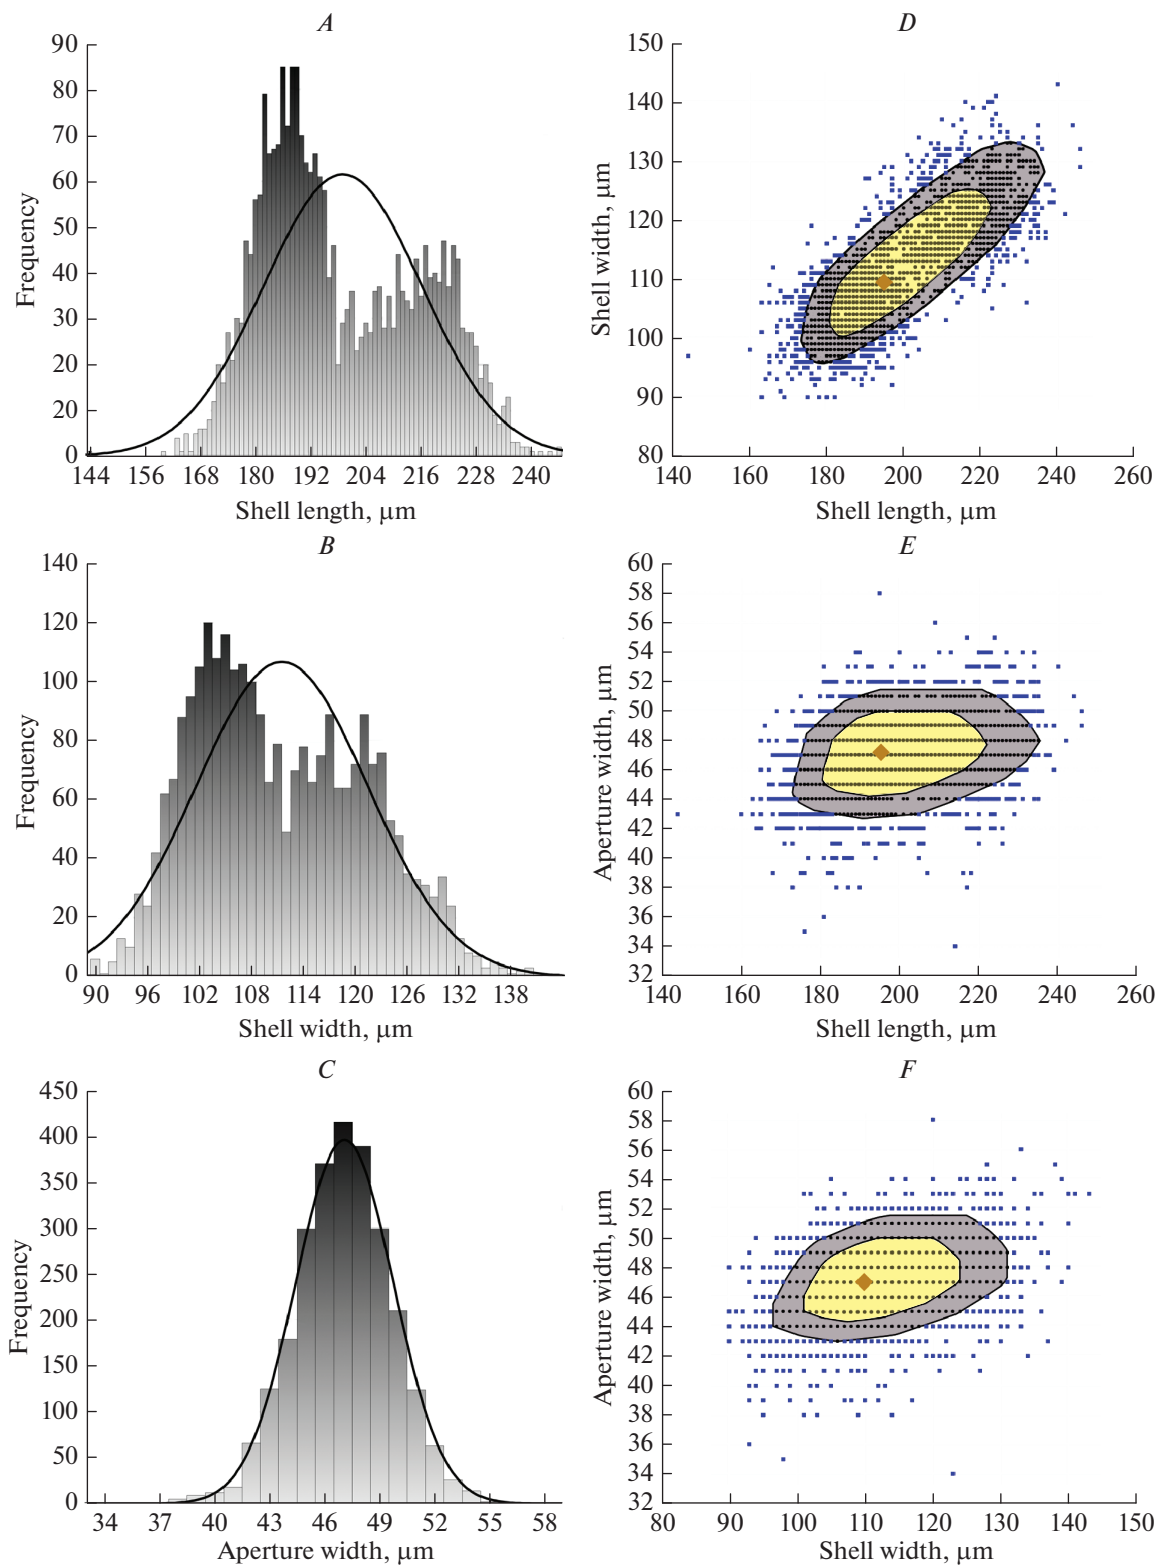 A
90
80
70
60
50
40
30
20
20
0
Frequency
144 156 168 180 192 204 216 228 240
Shell length, μm
D
150
140
130
120
110
100
90
80
Shell width, μm
140 160 180 200 220 240 260
Shell length, μm
B
140
120
100
80
60
40
20
0
Frequency
90 96 102 108 114 120 126 132 138
Shell width, μm
E
60
58
56
54
52
50
48
46
44
42
40
38
36
34
32
Aperture width, μm
140 160 180 200 220 240 260
Shell length, μm
C
450
400
350
300
250
200
150
100
50
0
Frequency
34 37 40 43 46 49 52 55 58
Aperture width, μm
F
60
58
56
54
52
50
48
46
44
42
40
38
36
34
32
Aperture width, μm
80 90 100 110 120 130 140 150
Shell width, μm